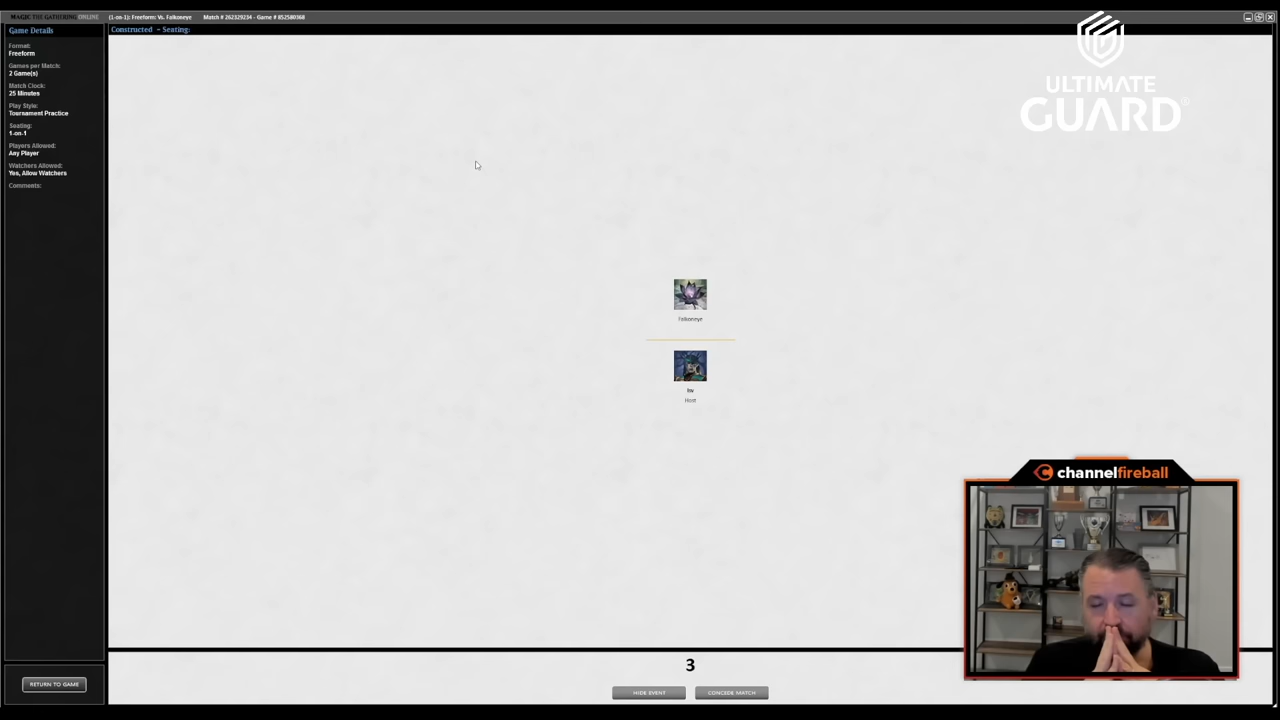 MAGIC THE GATHERING ONLINE
(1-on-1): Freeform: Vs. Falkoneye
Match # 262329234 - Game # 852580368
Game Details
Constructed - Seating:
Format:
Freeform
Games per Match:
2 Game(s)
Match Clock:
25 Minutes
Play Style:
Tournament Practice
Seating:
1-on-1
Players Allowed:
Any Player
Watchers Allowed:
Yes, Allow Watchers
Comments:
ULTIMATE
GUARD®
Falkoneye
Host
channelfireball
3
RETURN TO GAME
HIDE EVENT
CONCEDE MATCH